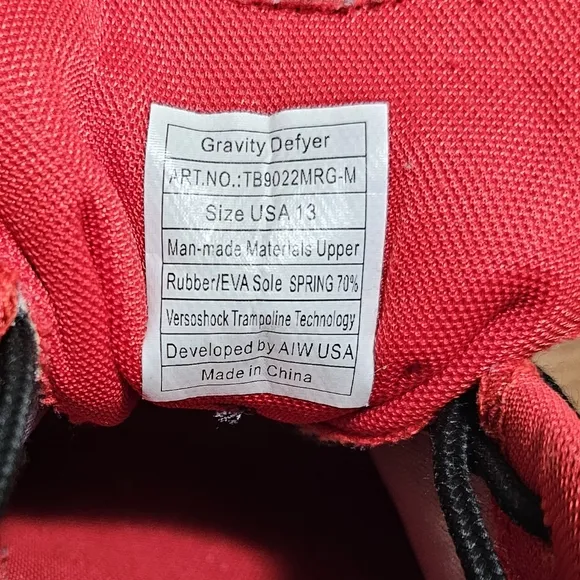 Gravity Defyer
ART.NO.:TB9022MRG-M
Size USA 13
Man-made Materials Upper
Rubber/EVA Sole SPRING 70%
Versoshock Trampoline Technology
Developed by AIW USA
Made in China